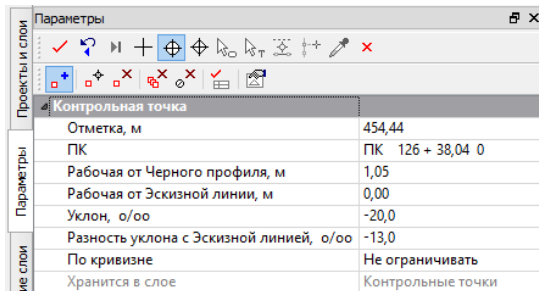 Параметры
Контрольная точка
Отметка, м 454,44
ПК ПК 126 + 38,04 0
Рабочая от Черного профиля, м 1,05
Рабочая от Эскизной линии, м 0,00
Уклон, о/оо -20,0
Разность уклона с Эскизной линией, о/оо -13,0
По кривизне Не ограничивать
Хранится в слое Контрольные точки
Проекты и слои
Параметры
слои